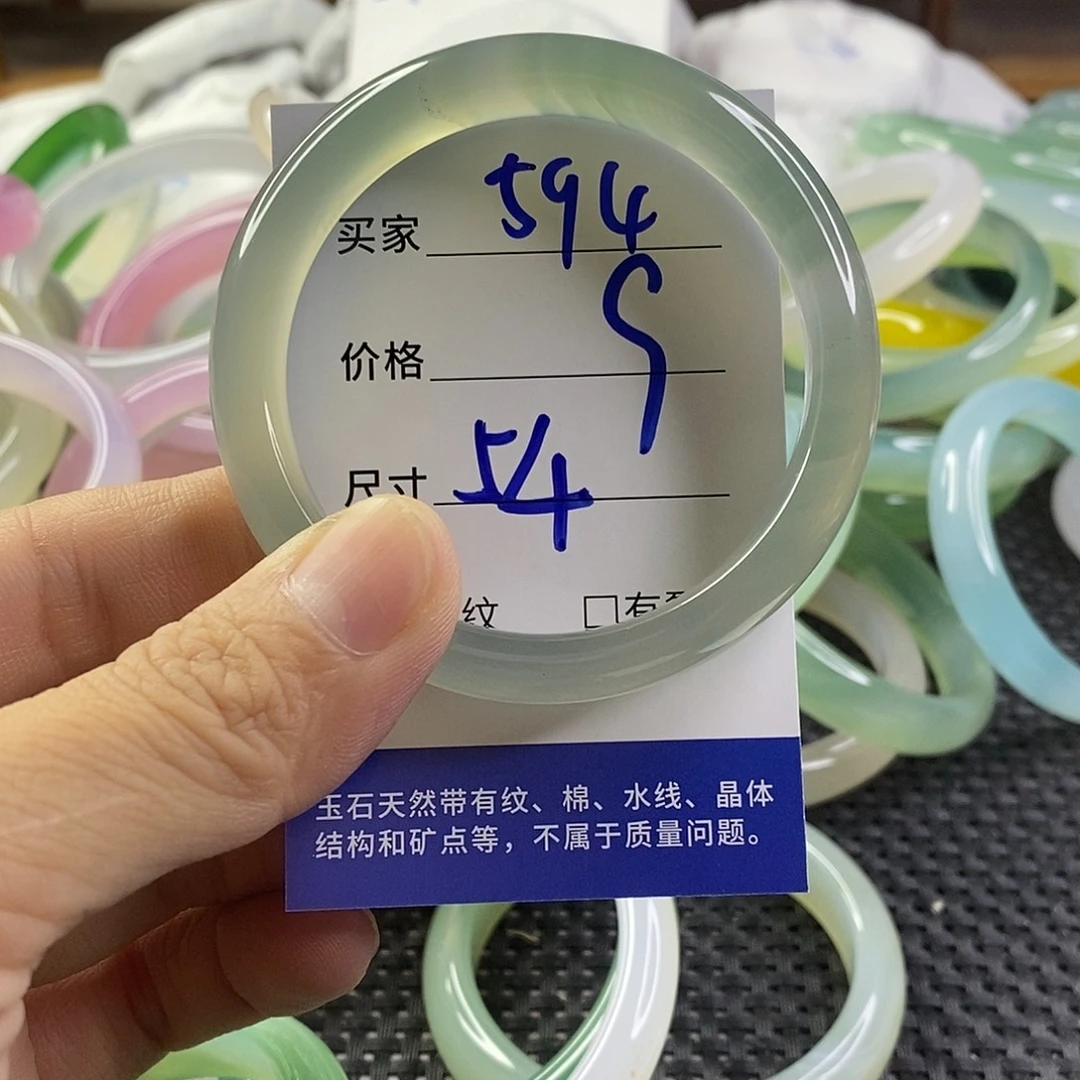 买家 594
价格
尺寸 54
纹 □有
玉石天然带有纹、棉、水线、晶体
结构和矿点等，不属于质量问题。